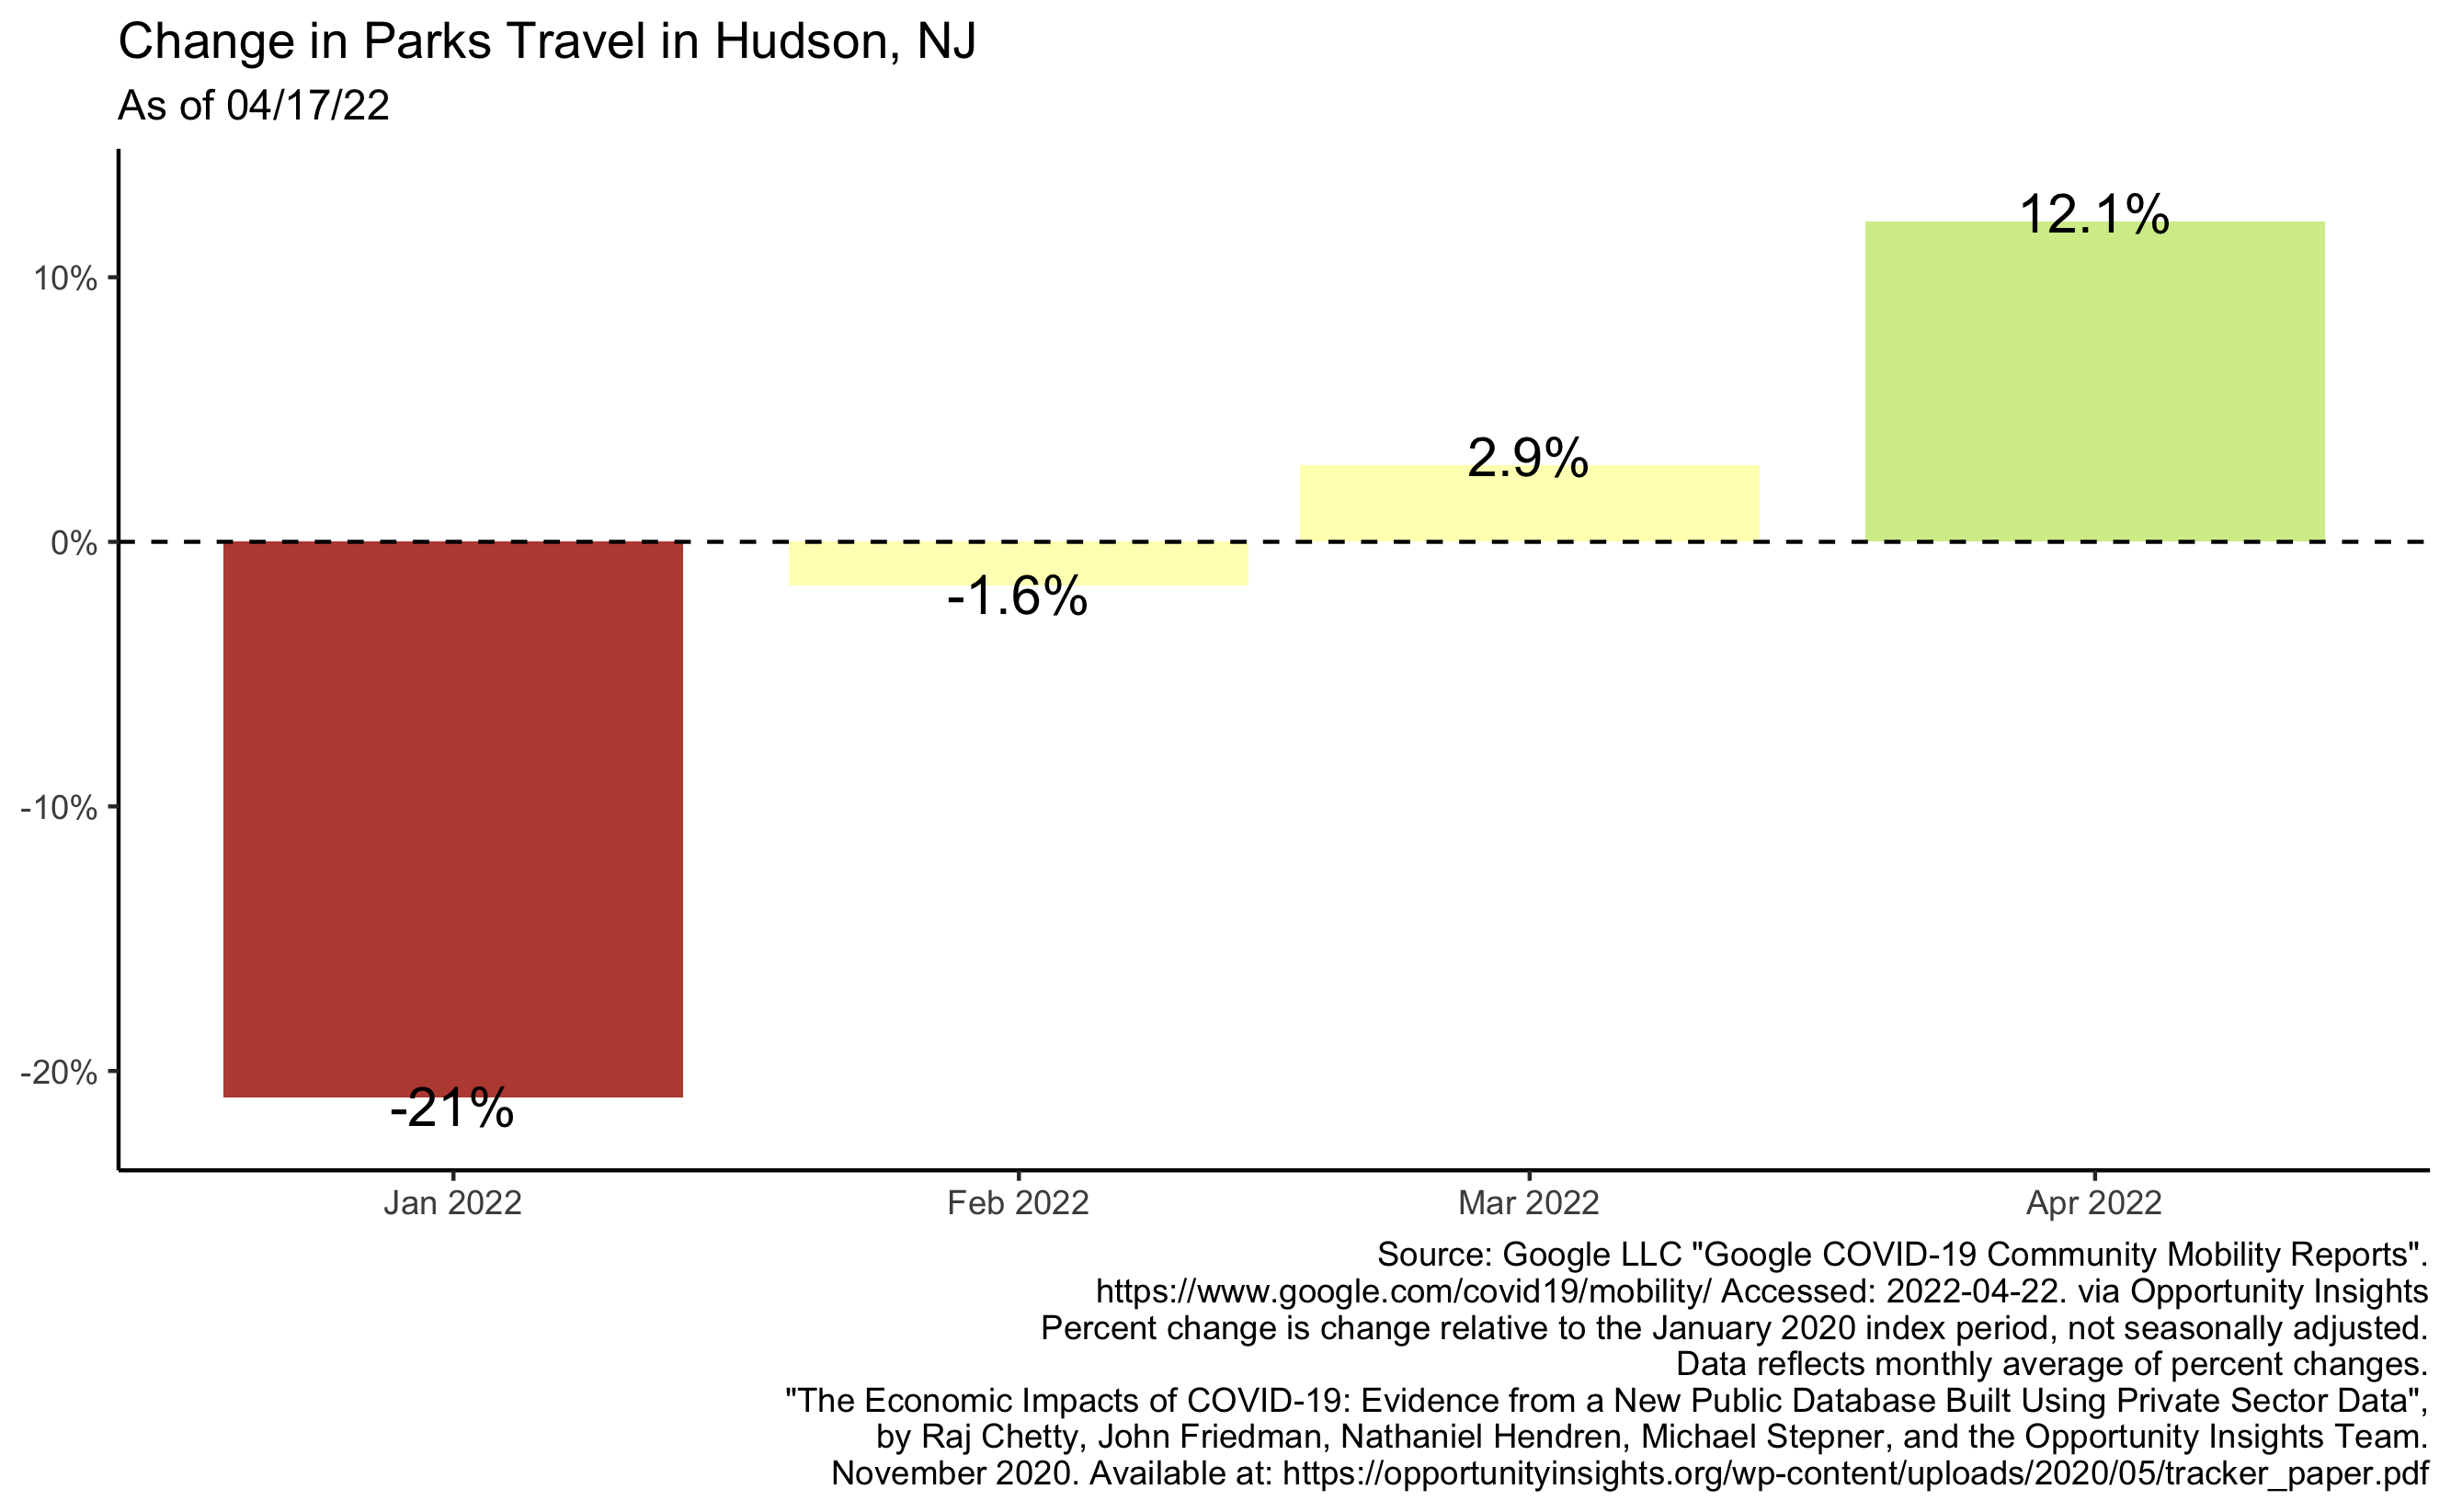 Change in Parks Travel in Hudson, NJ
As of 04/17/22
12.1%
10%
2.9%
0%
-1.6%
-10%
-20%
-21%
Jan 2022 Feb 2022 Mar 2022 Apr 2022
Source: Google LLC "Google COVID-19 Community Mobility Reports".
https://www.google.com/covid19/mobility/ Accessed: 2022-04-22. via Opportunity Insights
Percent change is change relative to the January 2020 index period, not seasonally adjusted.
Data reflects monthly average of percent changes.
"The Economic Impacts of COVID-19: Evidence from a New Public Database Built Using Private Sector Data",
by Raj Chetty, John Friedman, Nathaniel Hendren, Michael Stepner, and the Opportunity Insights Team.
November 2020. Available at: https://opportunityinsights.org/wp-content/uploads/2020/05/tracker_paper.pdf